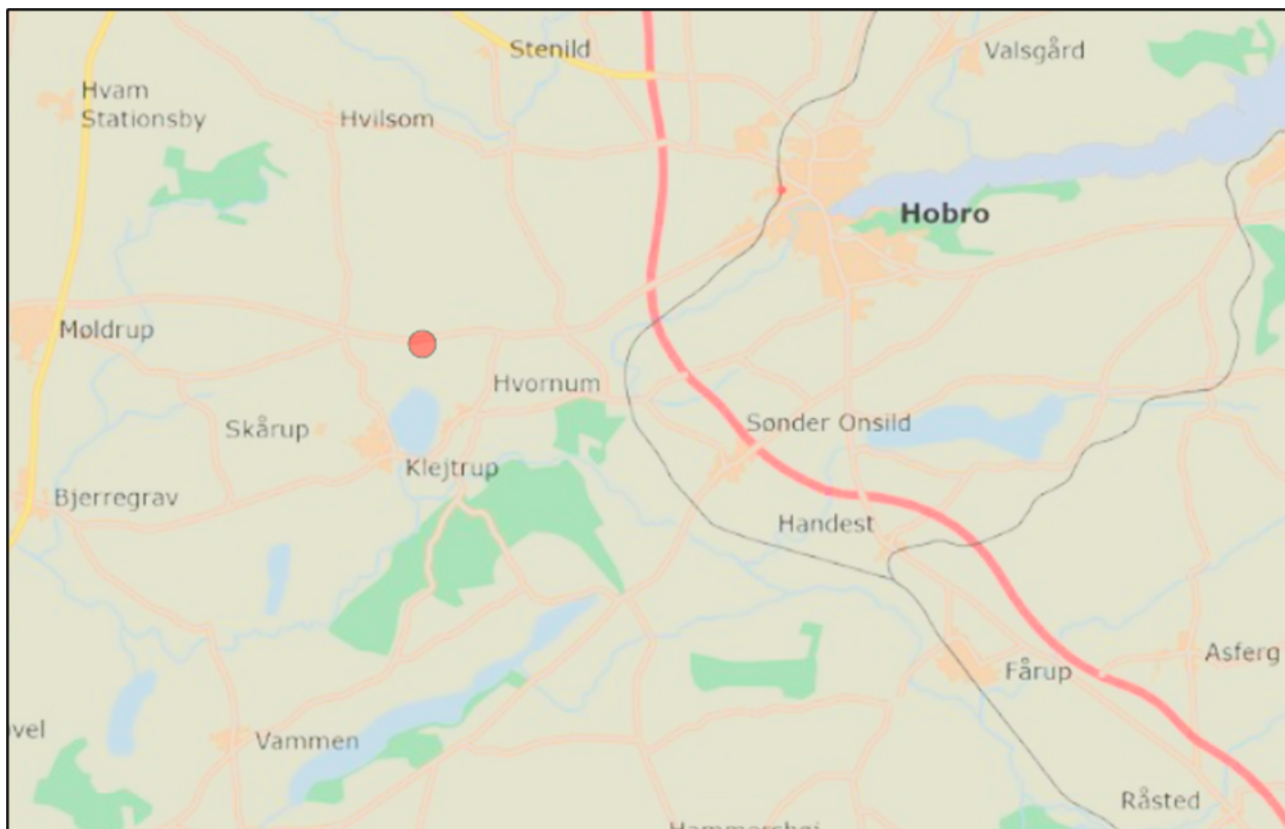 Stenild
Valsgård
Hvam
Stationsby
Hvilsom
Hobro
Møldrup
Hvornum
Skårup
Sønder Onsild
Klejtrup
Bjerregrav
Handest
Asferg
Fårup
vel
Vammen
Råsted